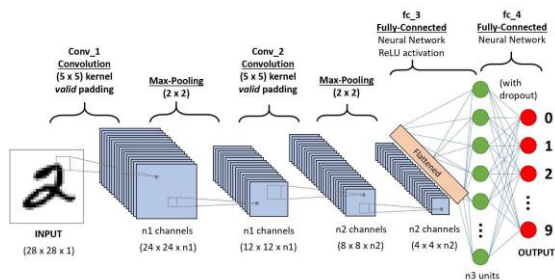 Conv_1
Convolution
(5 x 5) kernel
valid padding
Max-Pooling
(2 x 2)
Conv_2
Convolution
(5 x 5) kernel
valid padding
Max-Pooling
(2 x 2)
fc_3
Fully-Connected
Neural Network
ReLU activation
fc_4
Fully-Connected
Neural Network
(with
dropout)
2
Flattened
0
1
2
9
INPUT
(28 x 28 x 1)
n1 channels
(24 x 24 x n1)
n1 channels
(12 x 12 x n1)
n2 channels
(8 x 8 x n2)
n2 channels
(4 x 4 x n2)
n3 units
OUTPUT